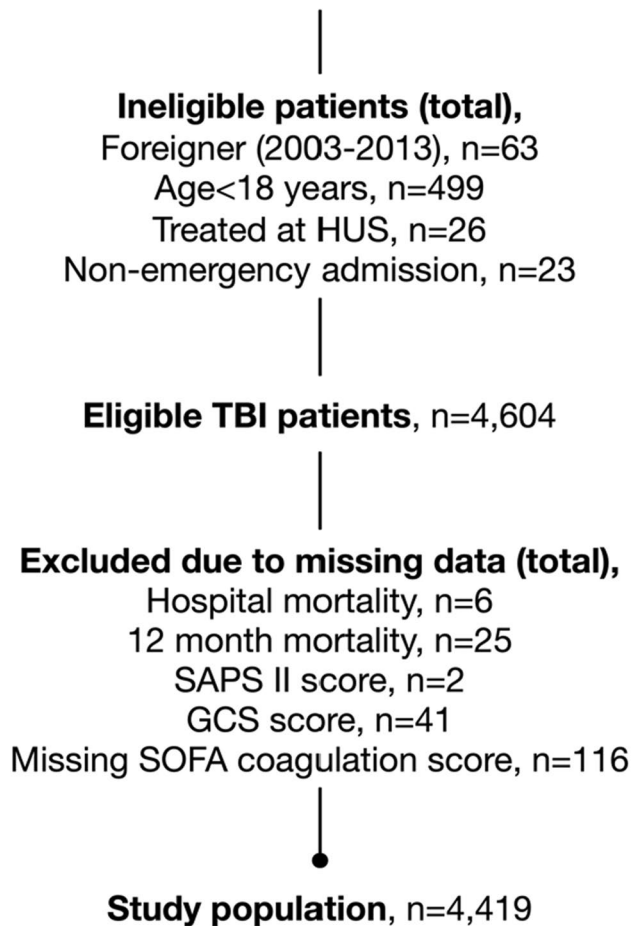 Ineligible patients (total),
Foreigner (2003-2013), n=63
Age<18 years, n=499
Treated at HUS, n=26
Non-emergency admission, n=23
Eligible TBI patients, n=4,604
Excluded due to missing data (total),
Hospital mortality, n=6
12 month mortality, n=25
SAPS II score, n=2
GCS score, n=41
Missing SOFA coagulation score, n=116
Study population, n=4,419